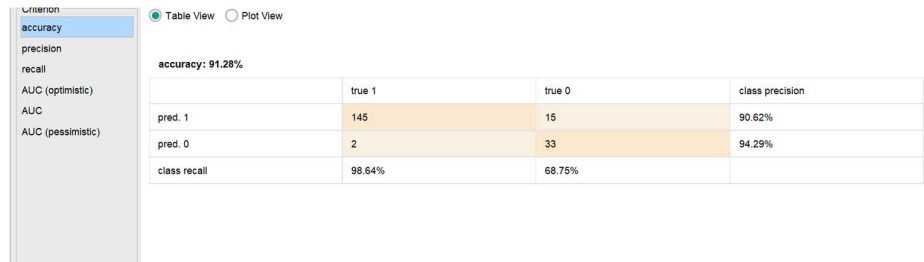 Criterion
accuracy
precision
recall
AUC (optimistic)
AUC
AUC (pessimistic)
Table View Plot View
accuracy: 91.28%
true 1 true 0 class precision
pred. 1 145 15 90.62%
pred. 0 2 33 94.29%
class recall 98.64% 68.75%